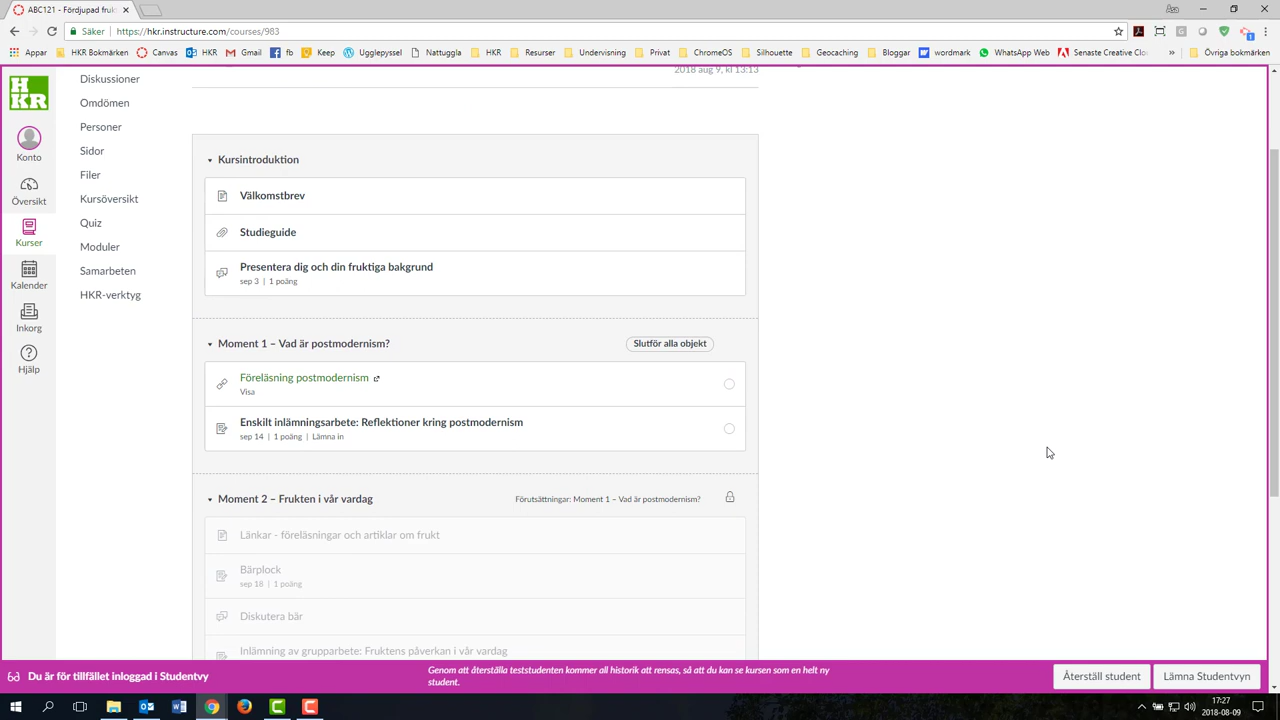 ABC121 - Fördjupad fruk
Säker | https://hkr.instructure.com/courses/983
Appar HKR Bokmärken Canvas HKR Gmail fb Keep Ugglepyssel Nattuggla HKR Resurser Undervisning Privat ChromeOS Silhouette Geocaching Bloggar wordmark WhatsApp Web Senaste Creative Clo » Övriga bokmärken
HKR
Konto
Översikt
Kurser
Kalender
Inkorg
Hjälp
Diskussioner
Omdömen
Personer
Sidor
Filer
Kursöversikt
Quiz
Moduler
Samarbeten
HKR-verktyg
2018 aug 9, kl 13:13
Kursintroduktion
Välkomstbrev
Studieguide
Presentera dig och din fruktiga bakgrund
sep 3 | 1 poäng
Moment 1 – Vad är postmodernism? Slutför alla objekt
Föreläsning postmodernism
Visa
Enskilt inlämningsarbete: Reflektioner kring postmodernism
sep 14 | 1 poäng | Lämna in
Moment 2 – Frukten i vår vardag Förutsättningar: Moment 1 – Vad är postmodernism?
Länkar - föreläsningar och artiklar om frukt
Bärplock
sep 18 | 1 poäng
Diskutera bär
Inlämning av grupparbete: Fruktens påverkan i vår vardag
Du är för tillfället inloggad i Studentvy
Genom att återställa teststudenten kommer all historik att rensas, så att du kan se kursen som en helt ny
student.
Återställ student Lämna Studentvyn
17:27
2018-08-09